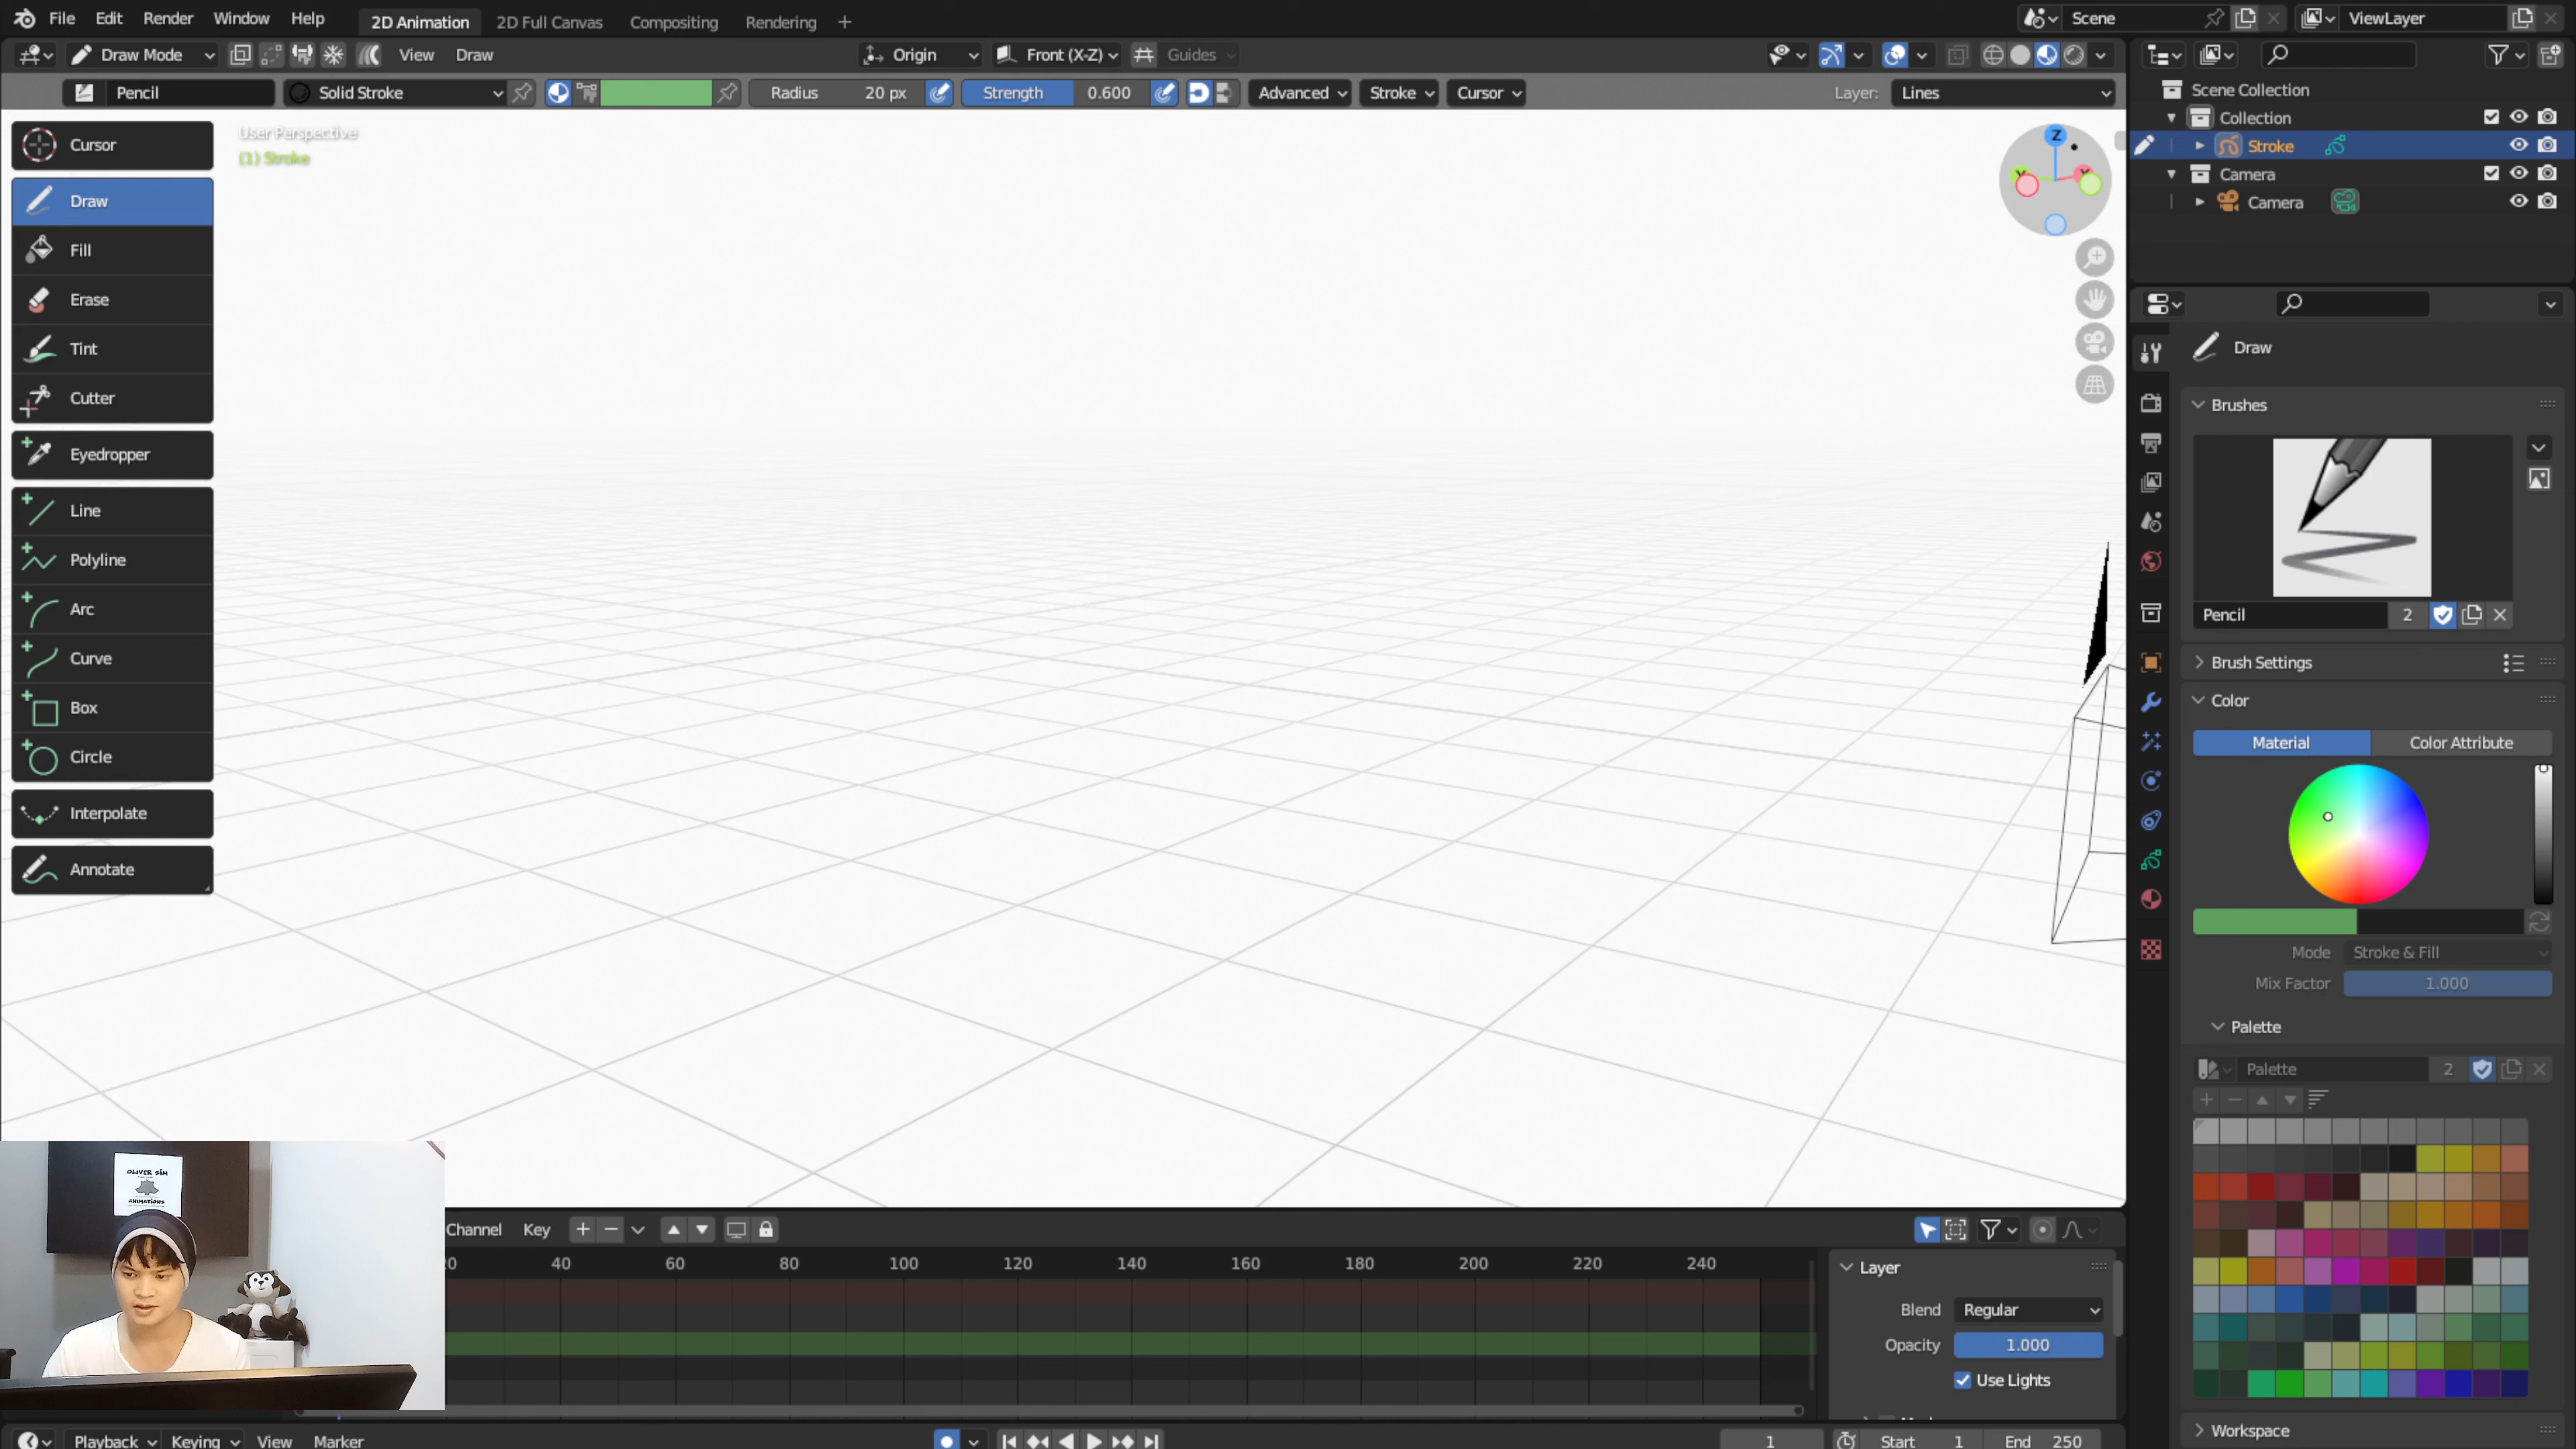 File Edit Render Window Help 2D Animation 2D Full Canvas Compositing Rendering + Scene ViewLayer
Draw Mode View Draw Origin Front (X-Z) Guides
Pencil Solid Stroke Radius 20 px Strength 0.600 Advanced Stroke Cursor Layer: Lines
User Perspective
(1) Stroke
Cursor
Draw
Fill
Erase
Tint
Cutter
Eyedropper
Line
Polyline
Arc
Curve
Box
Circle
Interpolate
Annotate
Z
Scene Collection
Collection
Stroke
Camera
Camera
Draw
Brushes
Pencil 2
Brush Settings
Color
Material Color Attribute
Mode Stroke & Fill
Mix Factor 1.000
Palette
Palette 2
Workspace
OLIVER SIM
ANIMATIONS
Channel Key
20 40 60 80 100 120 140 160 180 200 220 240
Layer
Blend Regular
Opacity 1.000
Use Lights
Playback Keying View Marker 1 Start 1 End 250